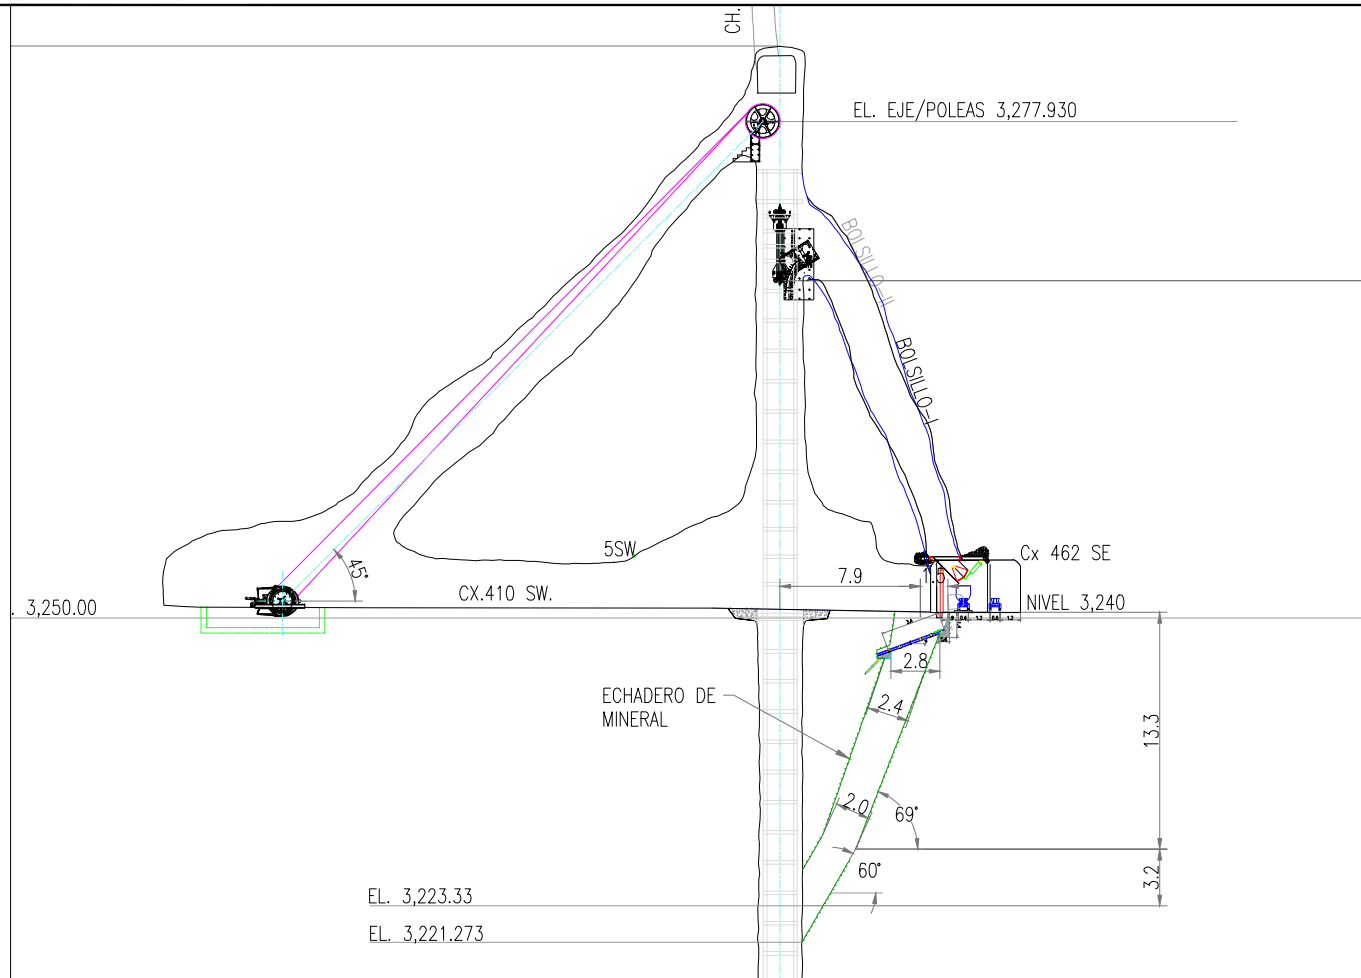 CH.
EL. EJE/POLEAS 3,277.930
BOLSILLO-II
BOLSILLO-I
5SW
Cx 462 SE
45°
7.9
1.5
CX.410 SW.
. 3,250.00
NIVEL 3,240
2.8
ECHADERO DE
MINERAL
2.4
13.3
2.0
69°
60°
3.2
EL. 3,223.33
EL. 3,221.273